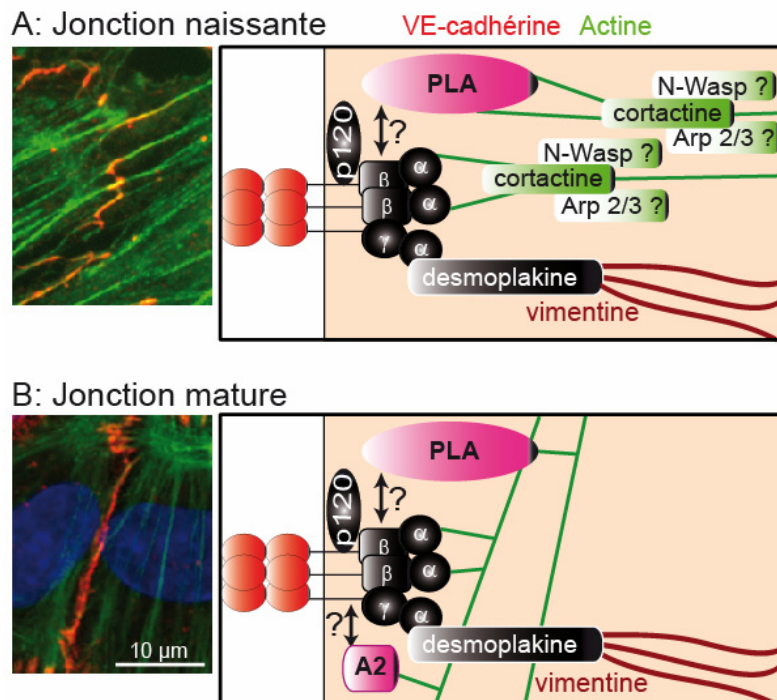 A: Jonction naissante
VE-cadhérine Actine
PLA
N-Wasp ?
cortactine
Arp 2/3 ?
p120
?
β
α
N-Wasp ?
cortactine
Arp 2/3 ?
β
α
γ
α
desmoplakine
vimentine
B: Jonction mature
PLA
p120
?
β
α
β
α
γ
α
?
desmoplakine
A2
vimentine
10 µm